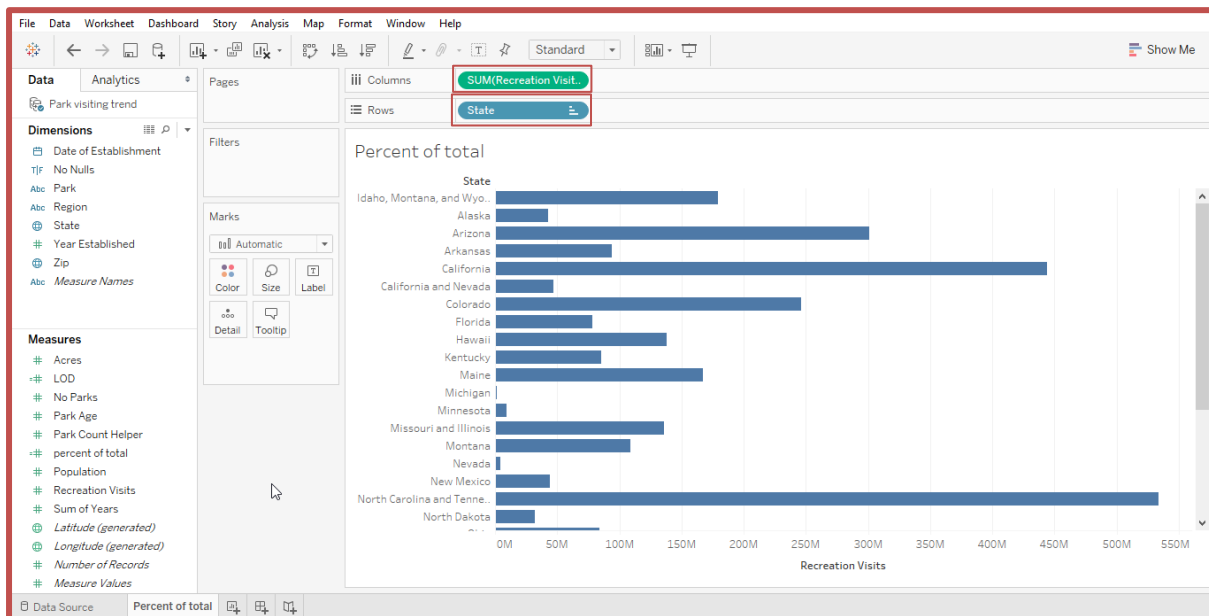 File Data Worksheet Dashboard Story Analysis Map Format Window Help
Standard
Show Me
Data Analytics
Park visiting trend
Dimensions
Date of Establishment
T|F No Nulls
Abc Park
Abc Region
State
# Year Established
Zip
Abc Measure Names
Measures
# Acres
=# LOD
# No Parks
# Park Age
# Park Count Helper
=# percent of total
# Population
# Recreation Visits
# Sum of Years
Latitude (generated)
Longitude (generated)
# Number of Records
# Measure Values
Pages
Filters
Marks
Automatic
Color Size Label
Detail Tooltip
iii Columns SUM(Recreation Visit..
Rows State
Percent of total
State
Idaho, Montana, and Wyo..
Alaska
Arizona
Arkansas
California
California and Nevada
Colorado
Florida
Hawaii
Kentucky
Maine
Michigan
Minnesota
Missouri and Illinois
Montana
Nevada
New Mexico
North Carolina and Tenne..
North Dakota
0M 50M 100M 150M 200M 250M 300M 350M 400M 450M 500M 550M
Recreation Visits
Data Source Percent of total